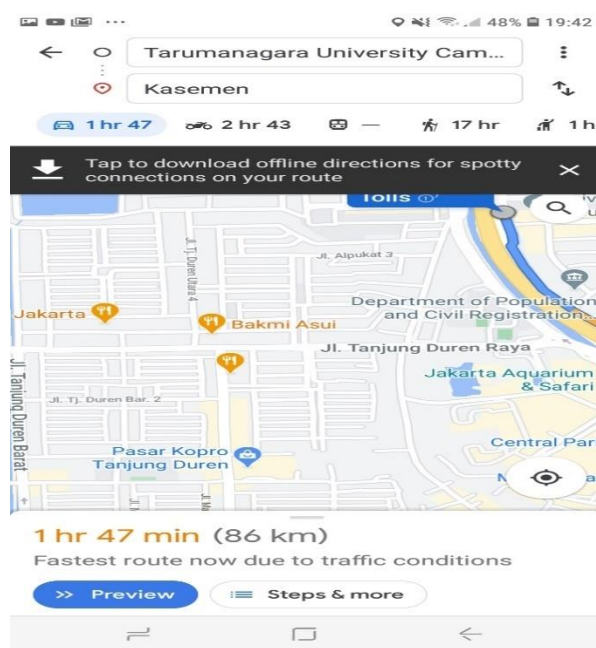 48% 19:42
Tarumanagara University Cam...
Kasemen
1 hr 47 2 hr 43 — 17 hr 1 h
Tap to download offline directions for spotty
connections on your route
Tolls
Jl. Tj. Duren Utara 4
Jl. Alpukat 3
Department of Population
and Civil Registration...
Jakarta
Bakmi Asui
Jl. Tanjung Duren Raya
Jakarta Aquarium
& Safari
Jl. Tanjung Duren Barat
Jl. Tj. Duren Bar. 2
Pasar Kopro
Tanjung Duren
Central Par
1 hr 47 min (86 km)
Fastest route now due to traffic conditions
Preview
Steps & more